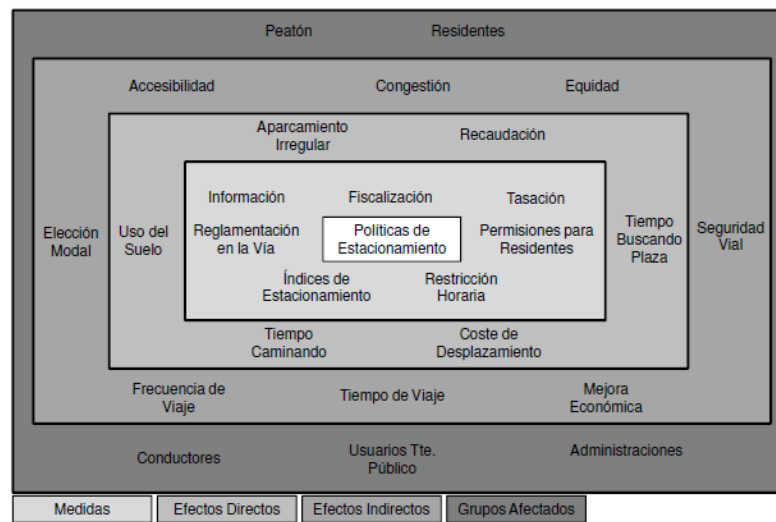 Peatón Residentes
Accesibilidad Congestión Equidad
Aparcamiento
Irregular
Recaudación
Información Fiscalización Tasación
Elección
Modal
Uso del
Suelo
Reglamentación
en la Vía
Políticas de
Estacionamiento
Permisiones para
Residentes
Tiempo
Buscando
Plaza
Seguridad
Vial
Índices de
Estacionamiento
Restricción
Horaria
Tiempo
Caminando
Coste de
Desplazamiento
Frecuencia de
Viaje
Tiempo de Viaje
Mejora
Económica
Conductores
Usuarios Tte.
Público
Administraciones
Medidas Efectos Directos Efectos Indirectos Grupos Afectados